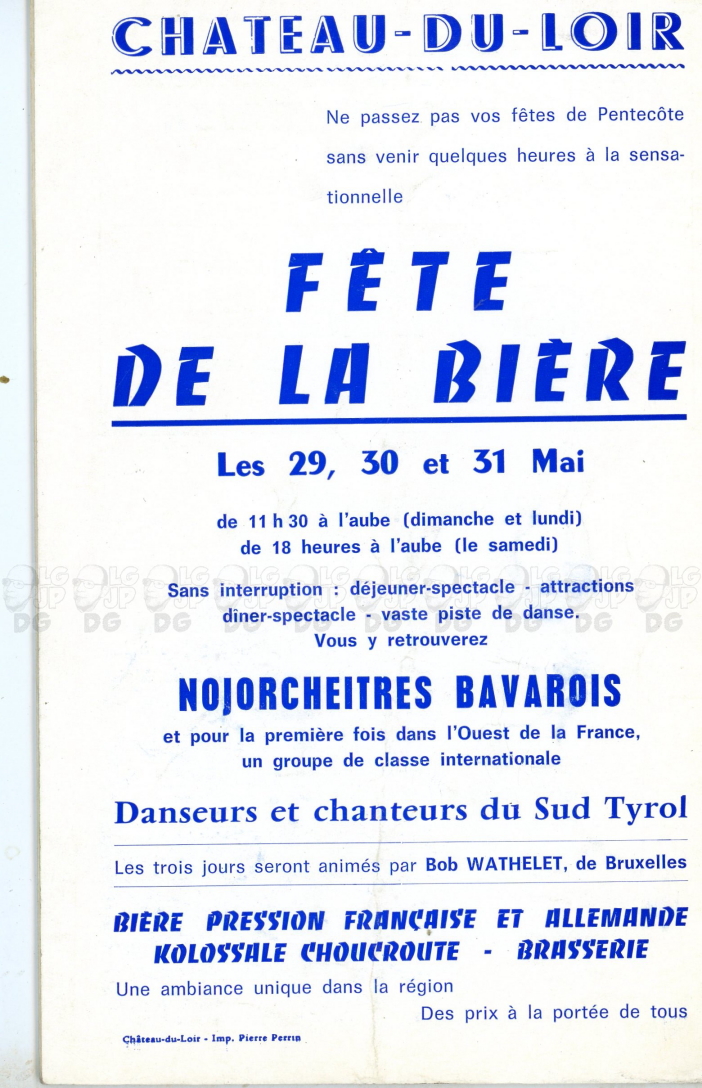 CHATEAU-DU-LOIR
Ne passez pas vos fêtes de Pentecôte
sans venir quelques heures à la sensa-
tionnelle
FÊTE
DE LA BIÈRE
Les 29, 30 et 31 Mai
de 11 h 30 à l'aube (dimanche et lundi)
de 18 heures à l'aube (le samedi)
Sans interruption : déjeuner-spectacle - attractions
diner-spectacle - vaste piste de danse.
Vous y retrouverez
NOJORCHEITRES BAVAROIS
et pour la première fois dans l'Ouest de la France,
un groupe de classe internationale
Danseurs et chanteurs du Sud Tyrol
Les trois jours seront animés par Bob WATHELET, de Bruxelles
BIÈRE PRESSION FRANÇAISE ET ALLEMANDE
KOLOSSALE CHOUCROUTE - BRASSERIE
Une ambiance unique dans la région
Des prix à la portée de tous
Château-du-Loir - Imp. Pierre Perrin